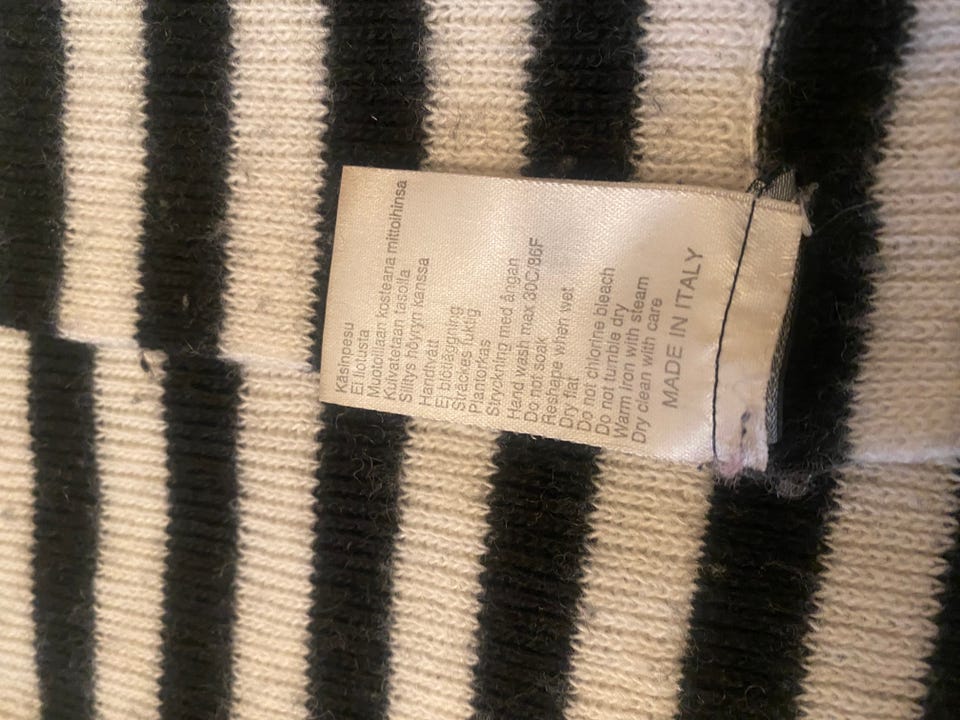 Käsinpesu
Ei liotusta
Muotoillaan kosteana mittoihinsa
Kuivatetaan tasolla
Silitys höyryn kanssa
Handtvätt
Ej blötläggning
Sträckes fuktig
Plantorkas
Strykning med ångan
Hand wash max 30C/86F
Do not soak
Reshape when wet
Dry flat
Do not chlorine bleach
Do not tumble dry
Warm iron with steam
Dry clean with care
MADE IN ITALY